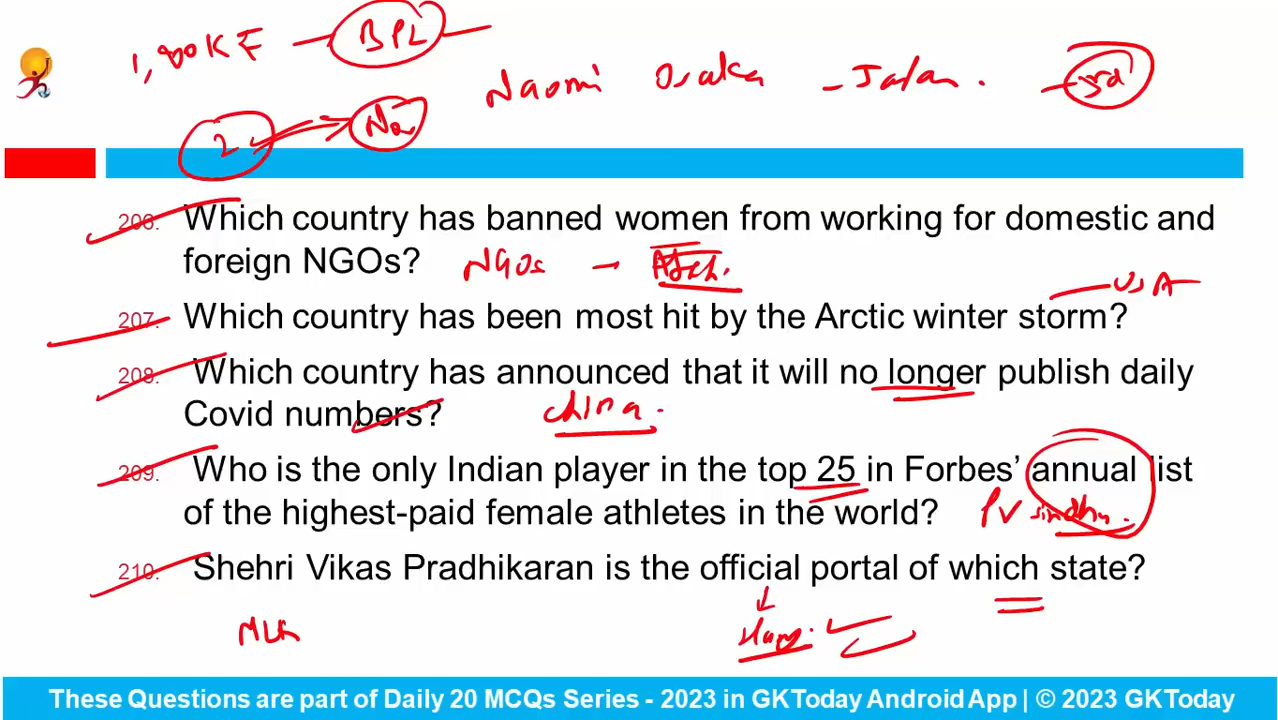 BPL
Naomi Osaka - Japan. 3rd
2 No
206. Which country has banned women from working for domestic and
foreign NGOs? NGOs - Afgh.
USA
207. Which country has been most hit by the Arctic winter storm?
208. Which country has announced that it will no longer publish daily
Covid numbers? China.
209. Who is the only Indian player in the top 25 in Forbes’ annual list
of the highest-paid female athletes in the world? PV Sindhu.
210. Shehri Vikas Pradhikaran is the official portal of which state?
These Questions are part of Daily 20 MCQs Series - 2023 in GKToday Android App | © 2023 GKToday